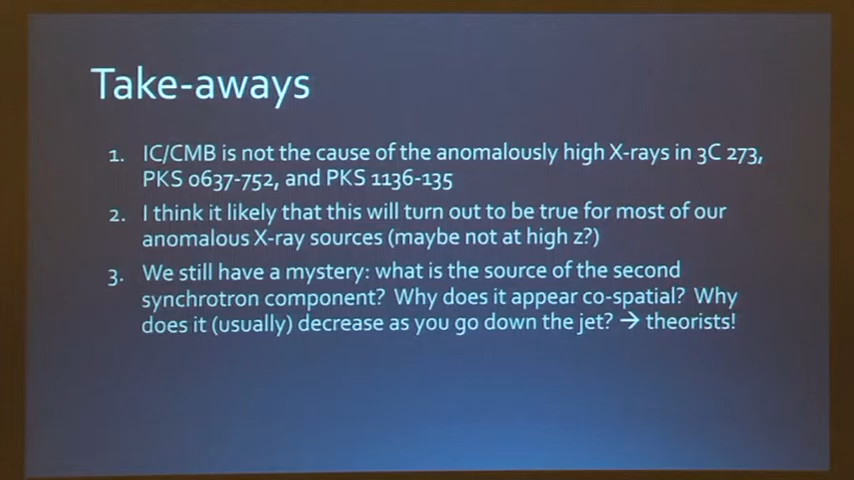 Take-aways
1. IC/CMB is not the cause of the anomalously high X-rays in 3C 273,
PKS 0637-752, and PKS 1136-135
2. I think it likely that this will turn out to be true for most of our
anomalous X-ray sources (maybe not at high z?)
3. We still have a mystery: what is the source of the second
synchrotron component? Why does it appear co-spatial? Why
does it (usually) decrease as you go down the jet? → theorists!